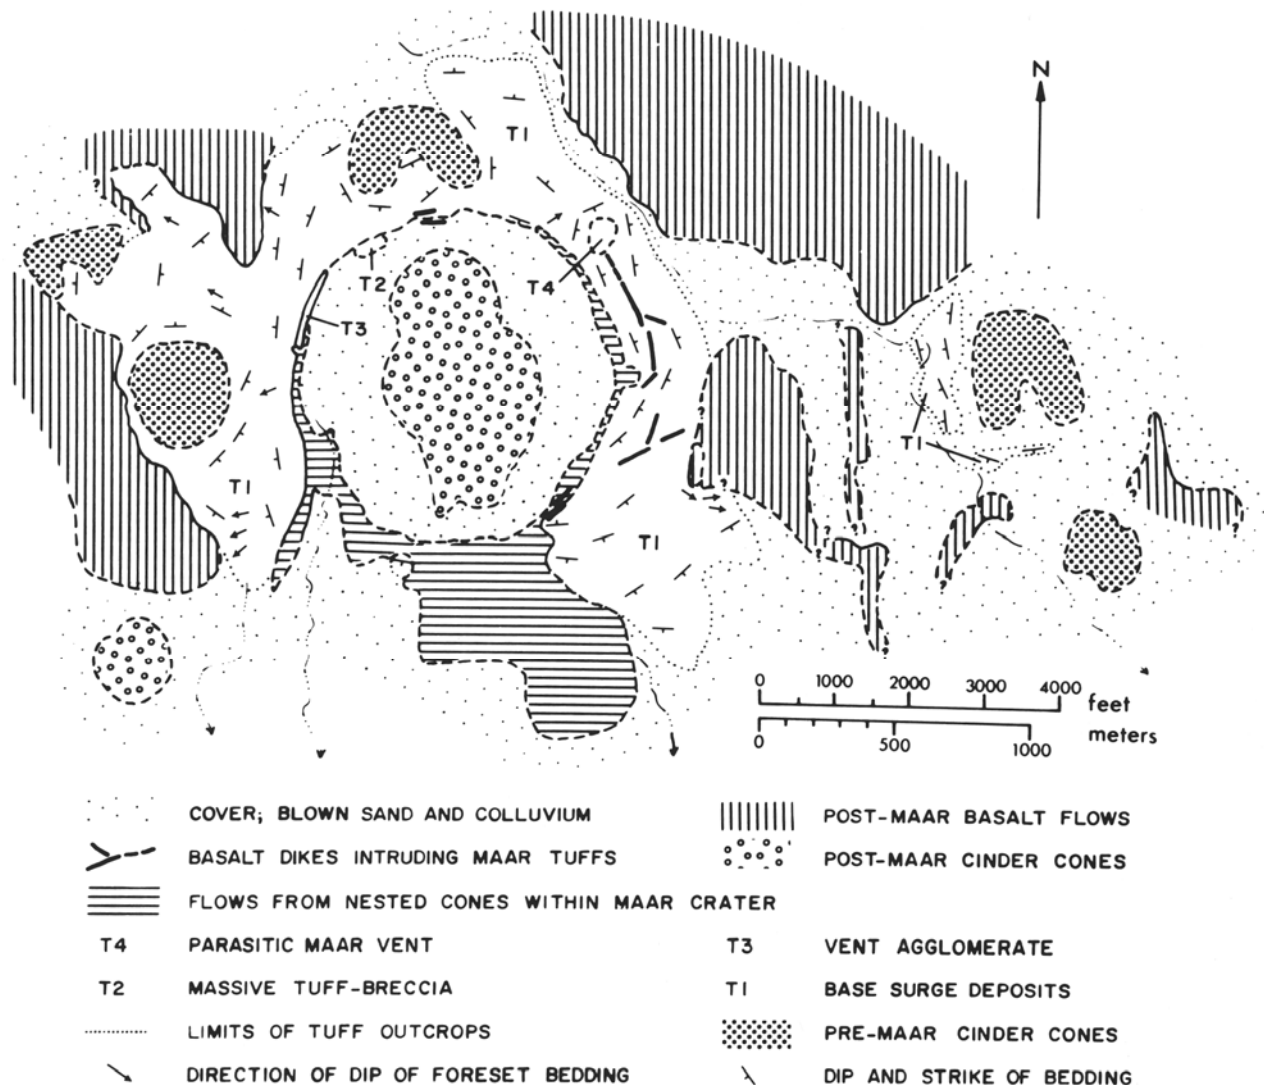 N
T1
T2
T4
T3
T1
T1
T1
0 1000 2000 3000 4000 feet
meters
0 500 1000
COVER; BLOWN SAND AND COLLUVIUM
BASALT DIKES INTRUDING MAAR TUFFS
FLOWS FROM NESTED CONES WITHIN MAAR CRATER
T4 PARASITIC MAAR VENT
T2 MASSIVE TUFF-BRECCIA
LIMITS OF TUFF OUTCROPS
DIRECTION OF DIP OF FORESET BEDDING
POST-MAAR BASALT FLOWS
POST-MAAR CINDER CONES
T3 VENT AGGLOMERATE
T1 BASE SURGE DEPOSITS
PRE-MAAR CINDER CONES
DIP AND STRIKE OF BEDDING